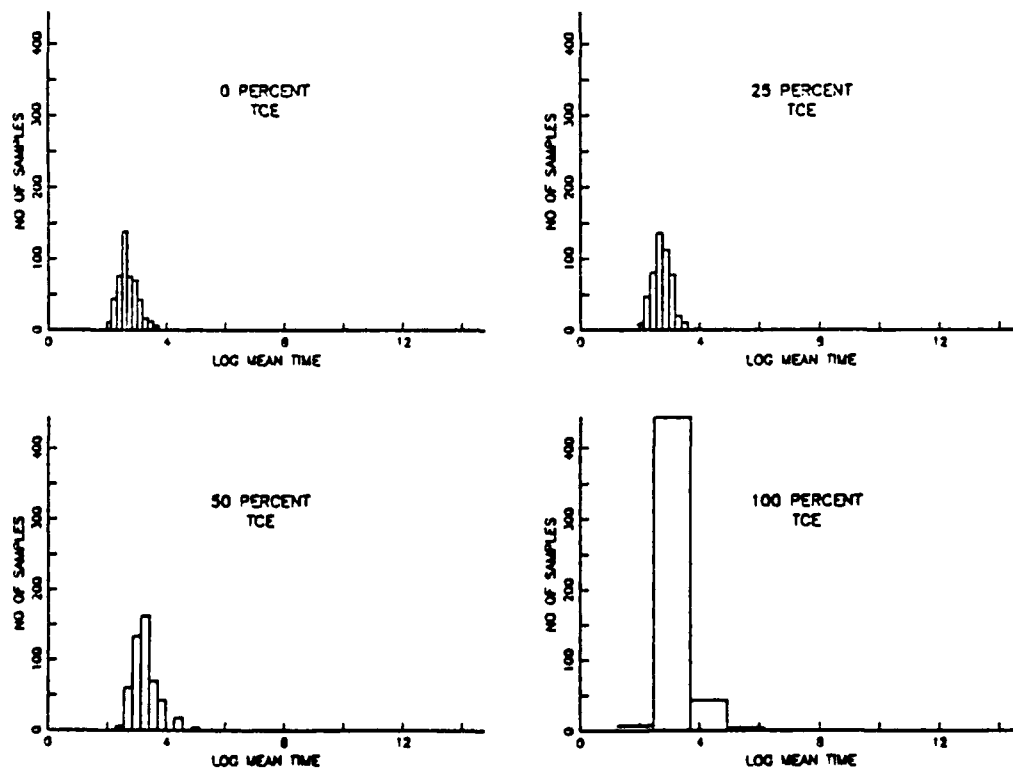 400
300
200
100
0
NO OF SAMPLES
0 PERCENT
TCE
0 4 8 12
LOG MEAN TIME
400
300
200
100
0
NO OF SAMPLES
25 PERCENT
TCE
0 4 8 12
LOG MEAN TIME
400
300
200
100
0
NO OF SAMPLES
50 PERCENT
TCE
0 4 8 12
LOG MEAN TIME
400
300
200
100
0
NO OF SAMPLES
100 PERCENT
TCE
0 4 8 12
LOG MEAN TIME